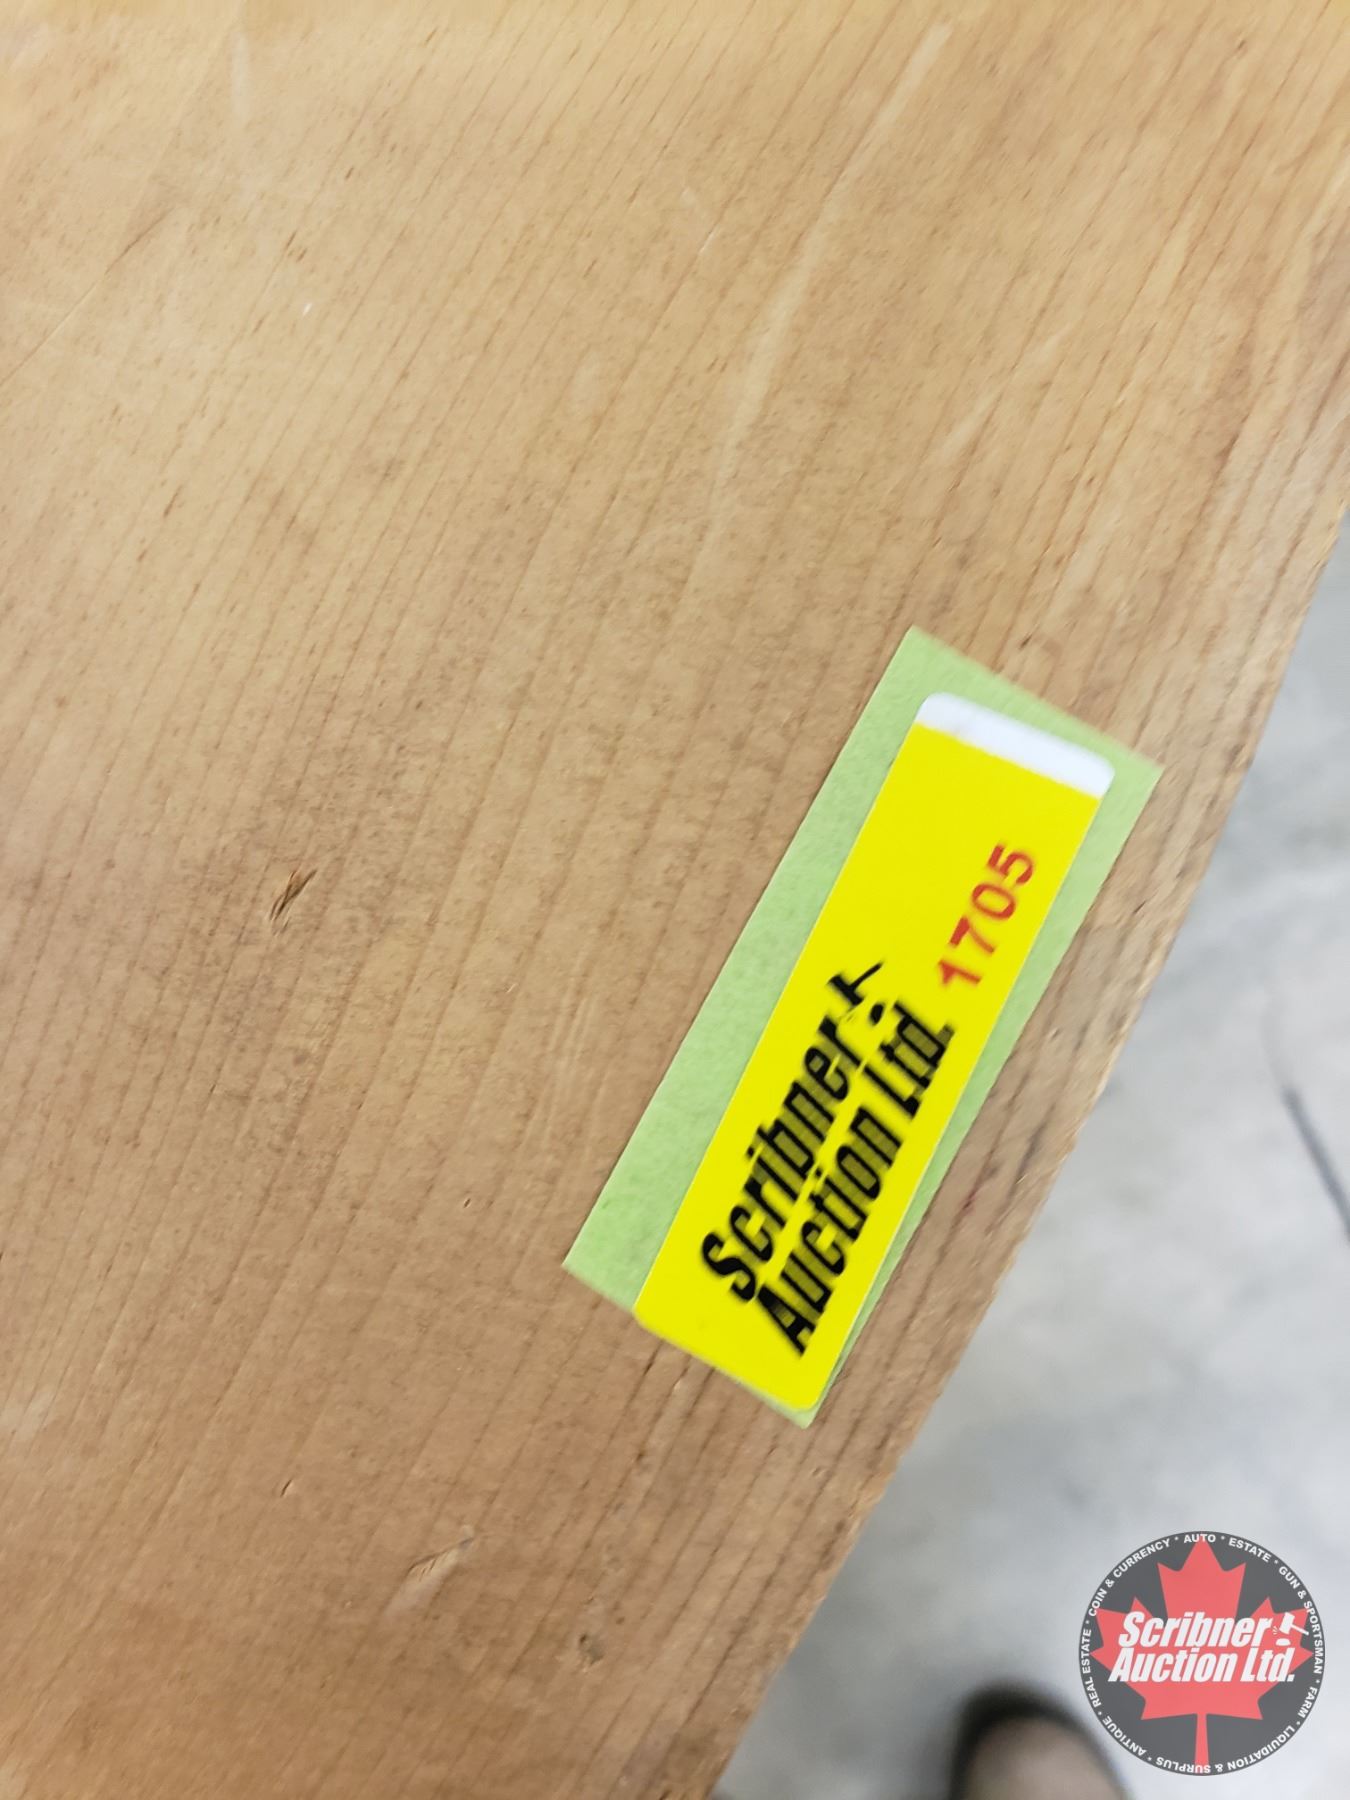 Scribner
Auction Ltd.
1705
COIN & CURRENCY * AUTO * ESTATE * GUN & SPORTSMAN * FARM * LIQUIDATION & SURPLUS * ANTIQUE * REAL ESTATE *
Scribner
Auction Ltd.